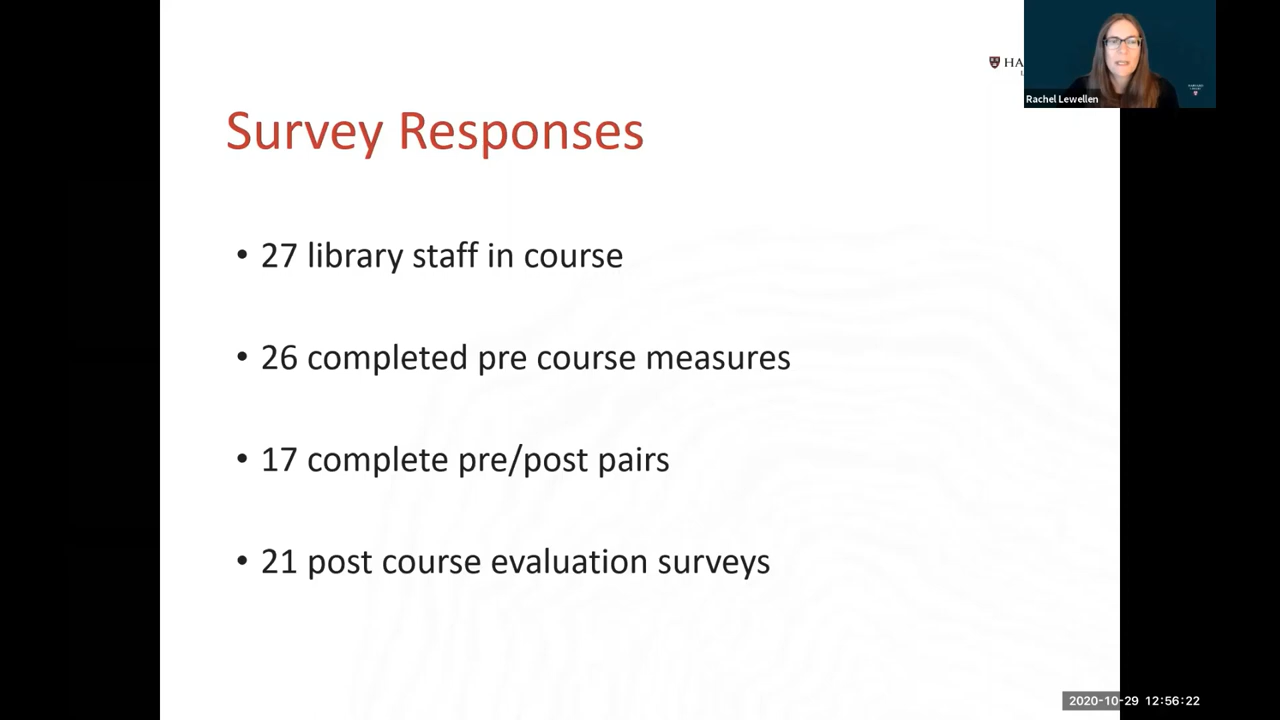 Rachel Lewellen
Survey Responses
• 27 library staff in course
• 26 completed pre course measures
• 17 complete pre/post pairs
• 21 post course evaluation surveys
2020-10-29 12:56:22